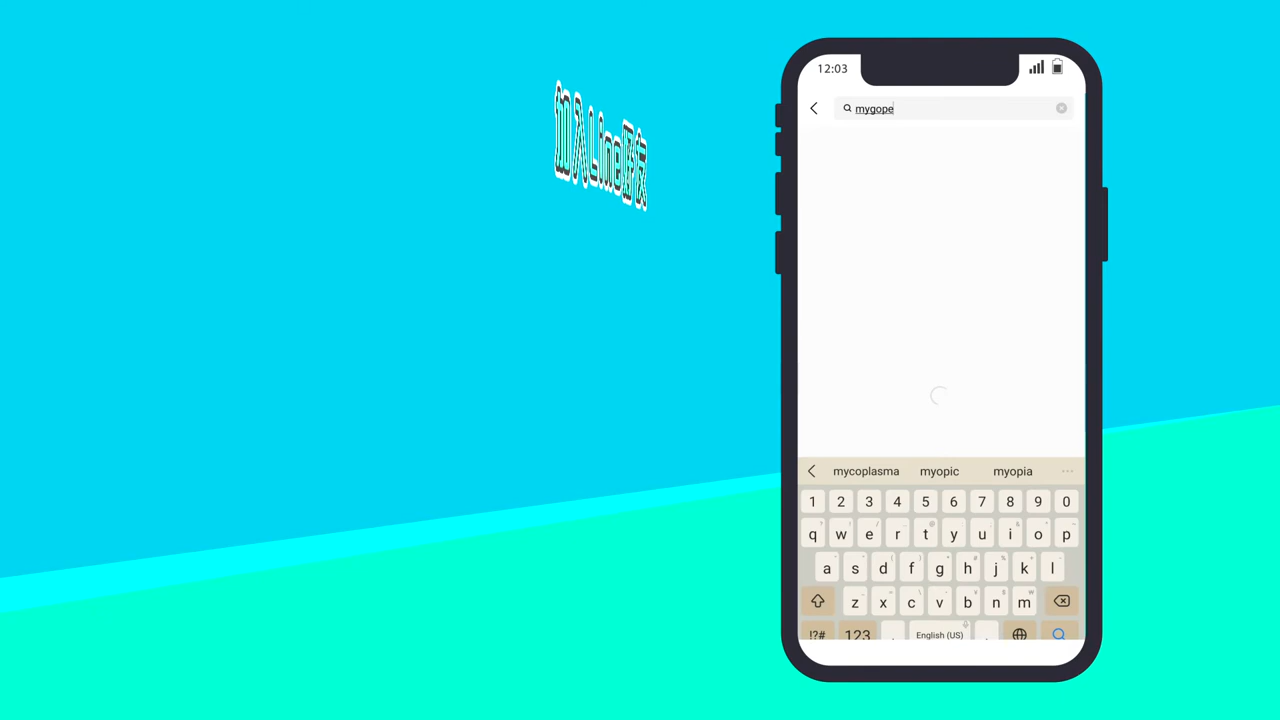 加入Line好友
12:03
mygope
mycoplasma myopic myopia ...
1 2 3 4 5 6 7 8 9 0
q w e r t y u i o p
a s d f g h j k l
z x c v b n m
!?# 123 , English (US) .